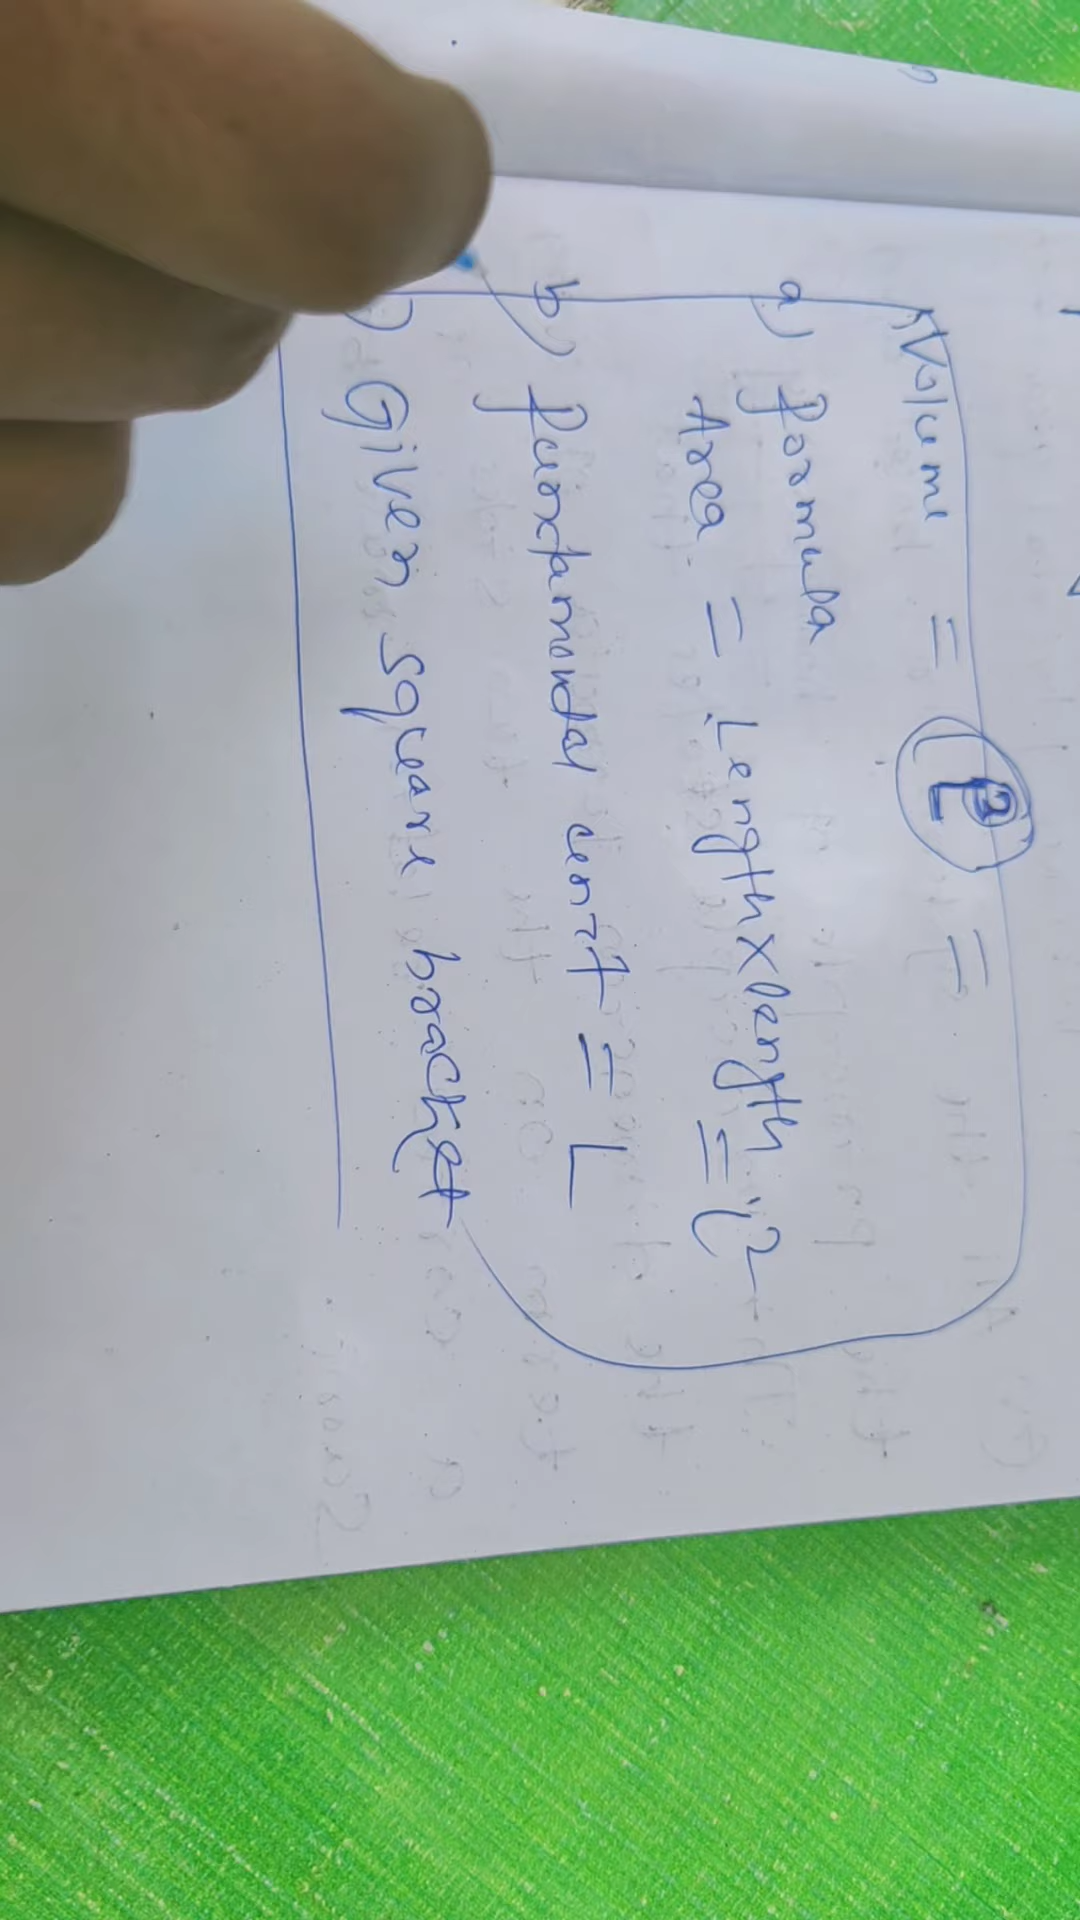 Volume = L3 =
a) formula
Area = Length x length = L2
b) fundamental unit = L
) Given square bracket